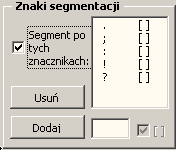 Znaki segmentacji
Segment po
tych
znacznikach:
. [ ]
; [ ]
: [ ]
! [ ]
? [ ]
Usuń
Dodaj
[ ]